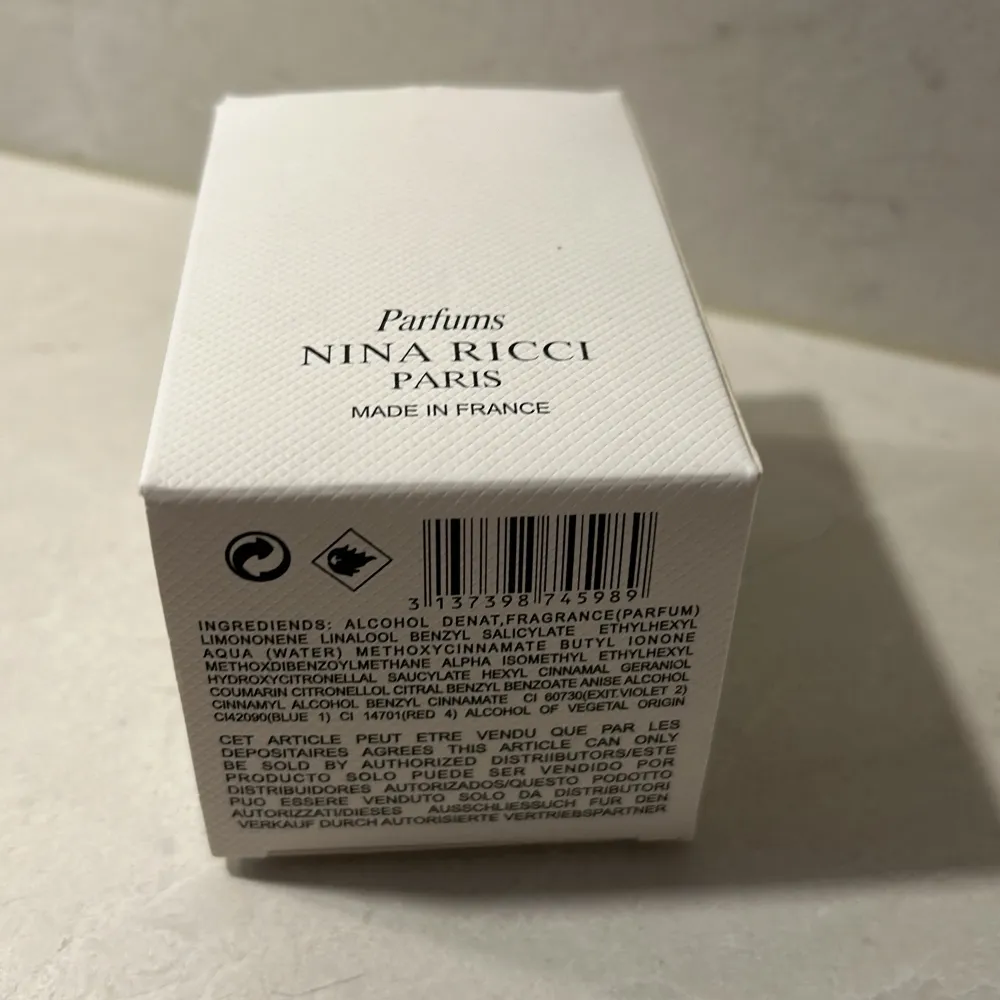 Parfums
NINA RICCI
PARIS
MADE IN FRANCE
3 137398 745989
INGREDIENDS: ALCOHOL DENAT,FRAGRANCE(PARFUM)
LIMONONENE LINALOOL BENZYL SALICYLATE ETHYLHEXYL
AQUA (WATER) METHOXYCINNAMATE BUTYL IONONE
METHOXDIBENZOYLMETHANE ALPHA ISOMETHYL ETHYLHEXYL
HYDROXYCITRONELLAL SAUCYLATE HEXYL CINNAMAL GERANIOL
COUMARIN CITRONELLOL CITRAL BENZYL BENZOATE ANISE ALCOHOL
CINNAMYL ALCOHOL BENZYL CINNAMATE CI 60730(EXIT.VIOLET 2)
CI42090(BLUE 1) CI 14701(RED 4) ALCOHOL OF VEGETAL ORIGIN
CET ARTICLE PEUT ETRE VENDU QUE PAR LES
DEPOSITAIRES AGREES THIS ARTICLE CAN ONLY
BE SOLD BY AUTHORIZED DISTRIIBUTORS/ESTE
PRODUCTO SOLO PUEDE SER VENDIDO POR
DISTRIBUIDORES AUTORIZADOS/QUESTO PODOTTO
PUO ESSERE VENDUTO SOLO DA DISTRIBUTORI
AUTORIZZATI/DIESES AUSSCHLIESSUCH FUR DEN
VERKAUF DURCH AUTORISIERTE VERTRIEBSPARTNER